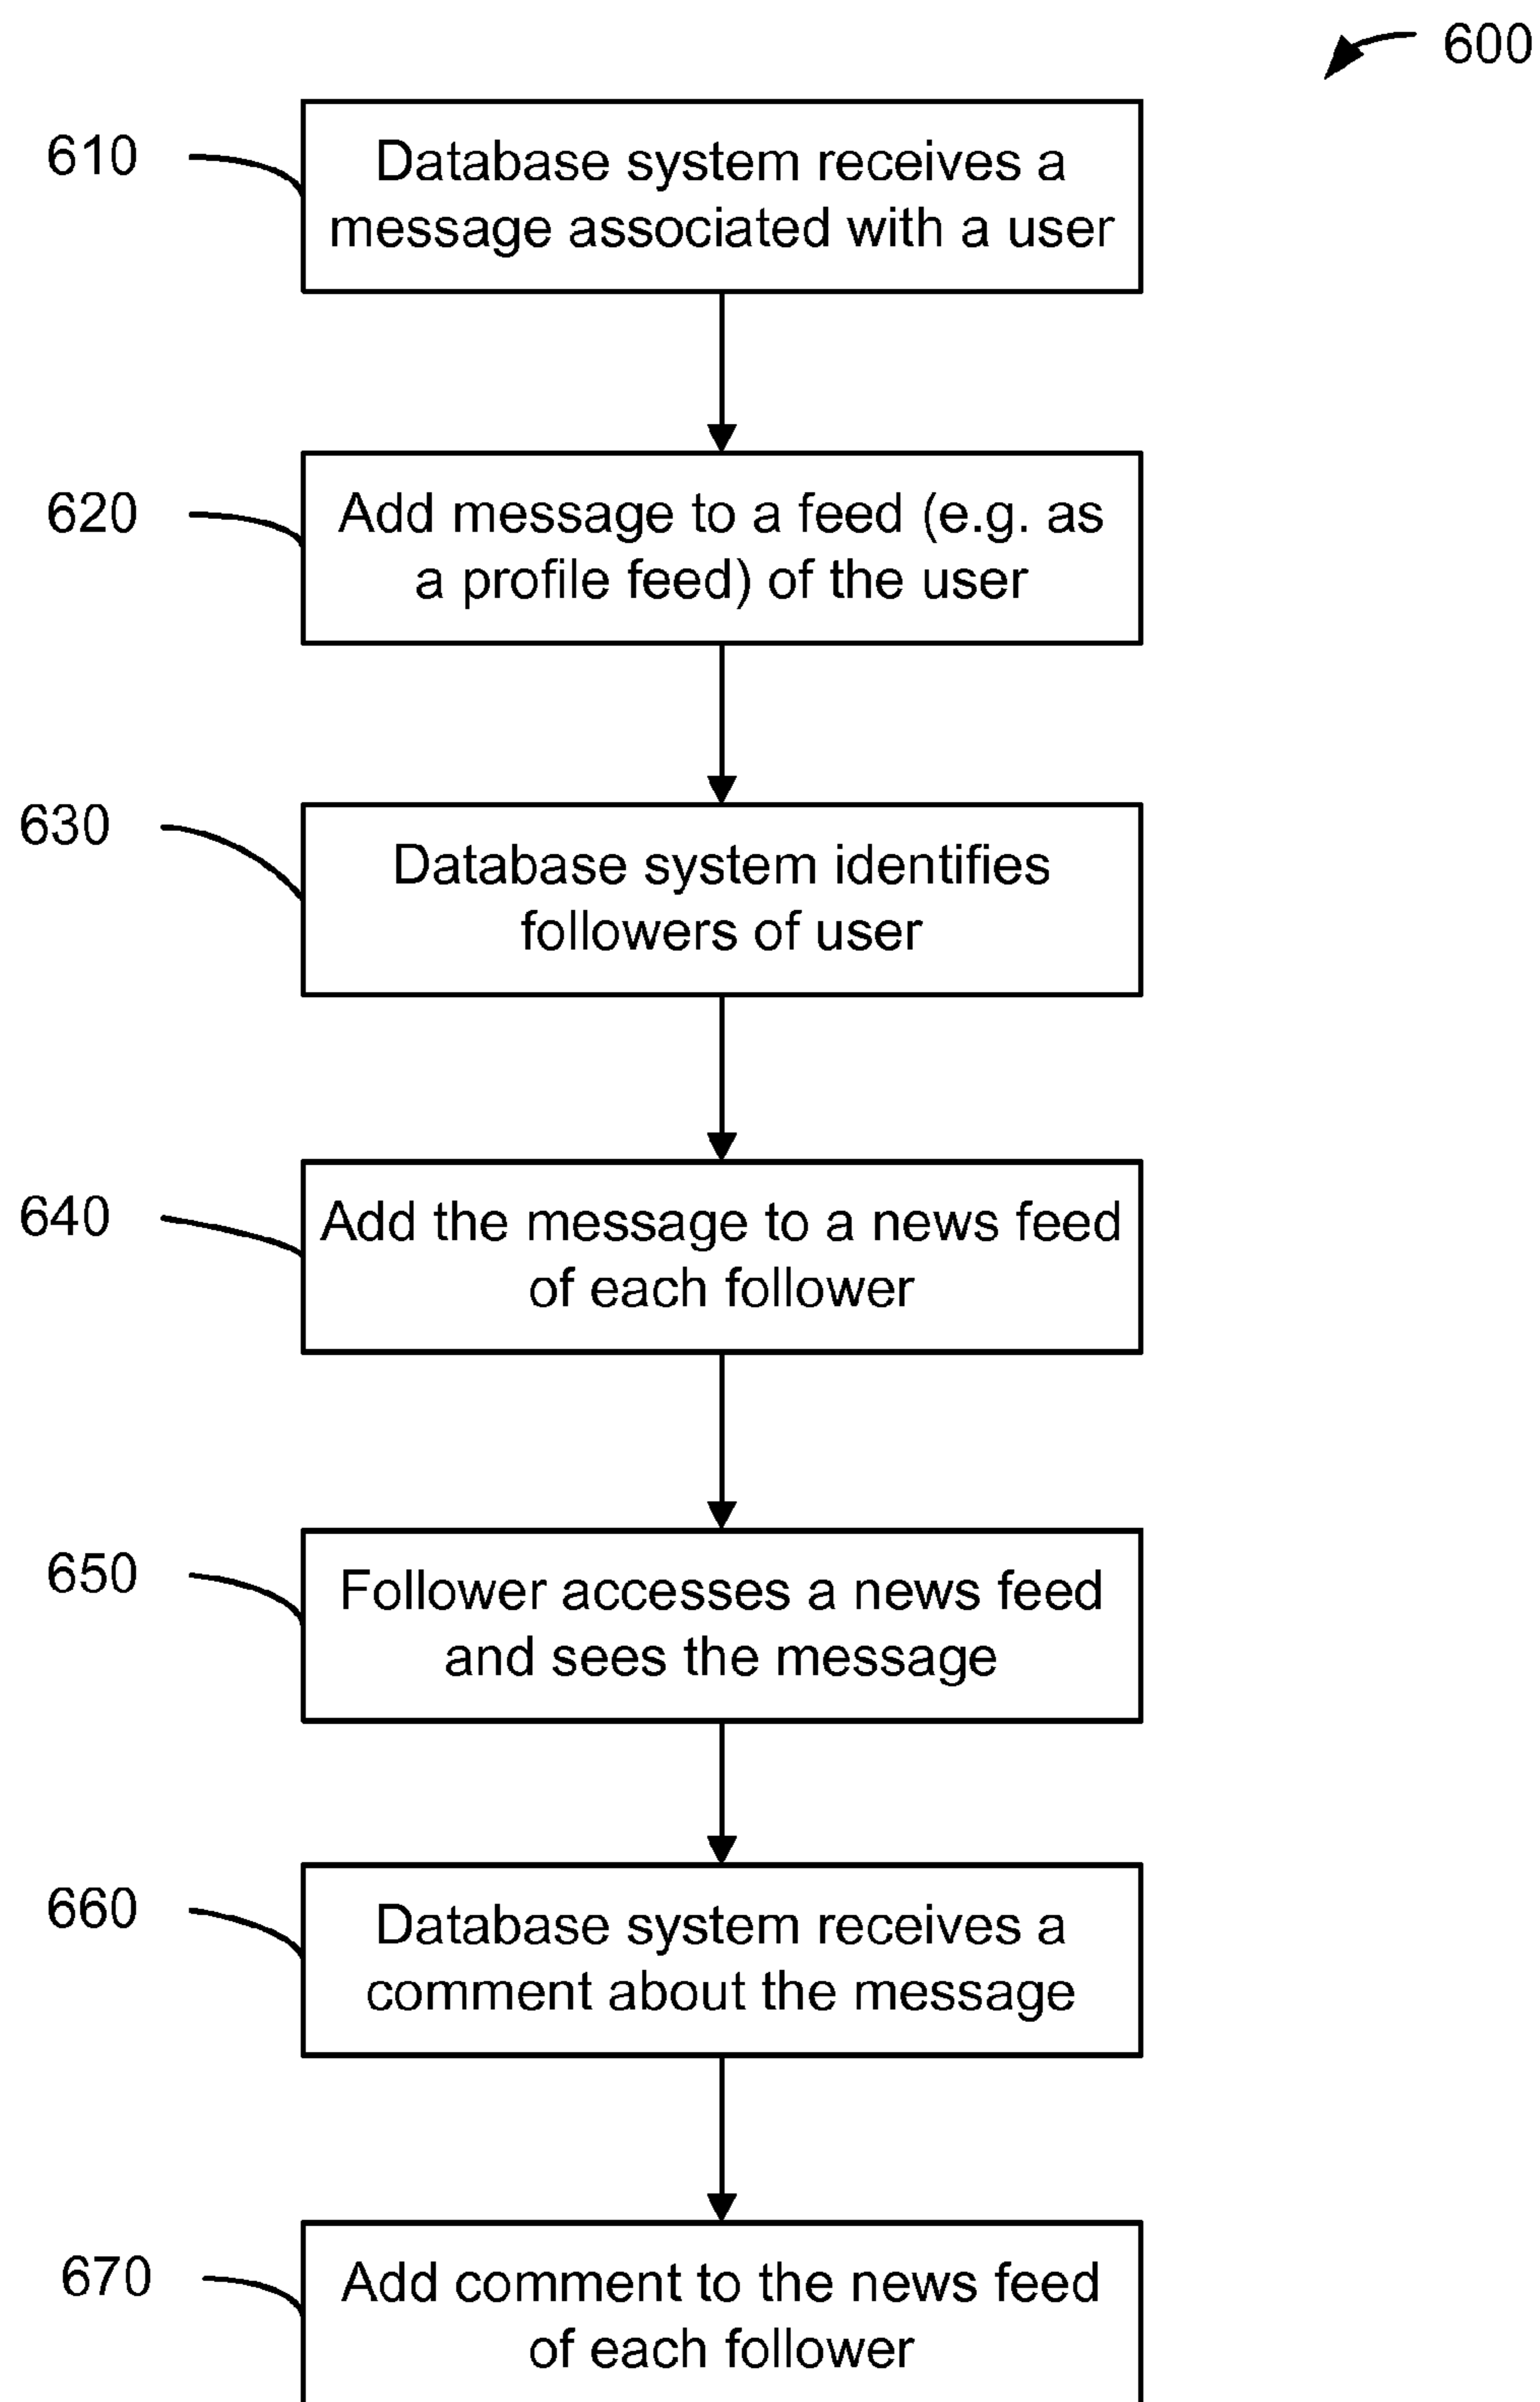 600
610
Database system receives a
message associated with a user
620
Add message to a feed (e.g. as
a profile feed) of the user
630
Database system identifies
followers of user
640
Add the message to a news feed
of each follower
650
Follower accesses a news feed
and sees the message
660
Database system receives a
comment about the message
670
Add comment to the news feed
of each follower